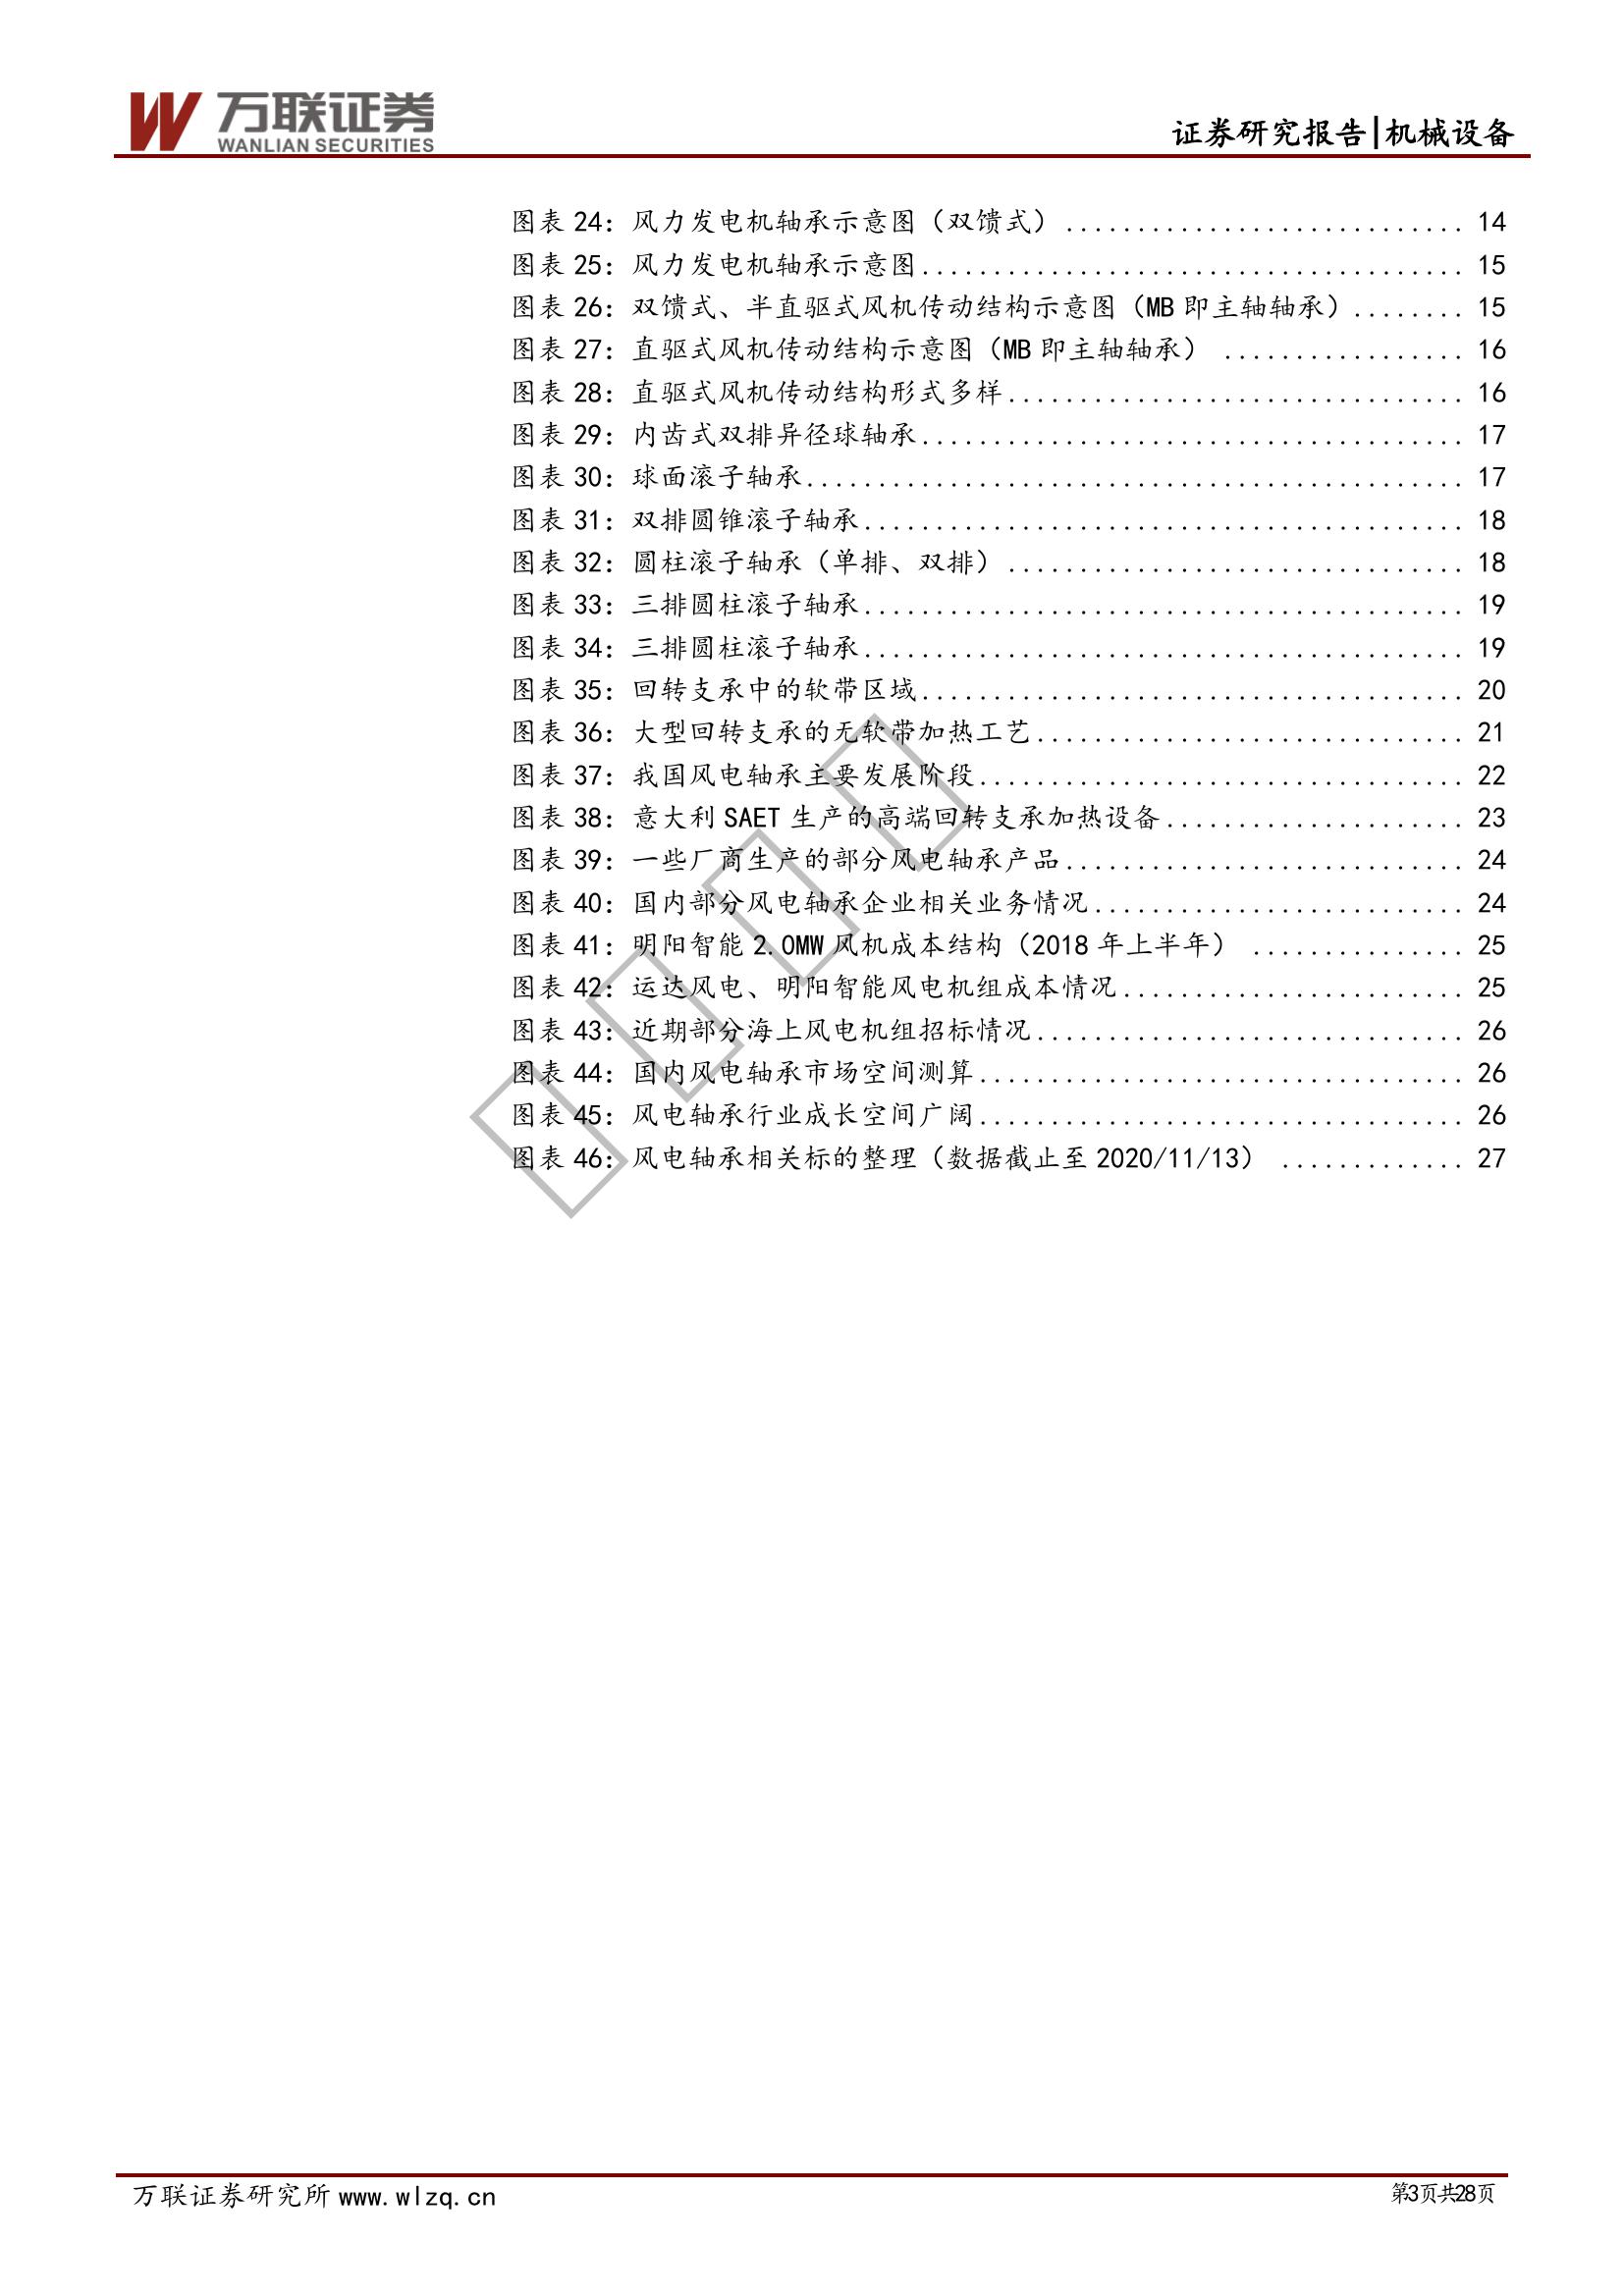 万联证券
WANLIAN SECURITIES
证券研究报告|机械设备
图表 24：风力发电机轴承示意图（双馈式）............................ 14
图表 25：风力发电机轴承示意图...................................... 15
图表 26：双馈式、半直驱式风机传动结构示意图（MB 即主轴轴承）........ 15
图表 27：直驱式风机传动结构示意图（MB 即主轴轴承） ................. 16
图表 28：直驱式风机传动结构形式多样................................ 16
图表 29：内齿式双排异径球轴承...................................... 17
图表 30：球面滚子轴承.............................................. 17
图表 31：双排圆锥滚子轴承.......................................... 18
图表 32：圆柱滚子轴承（单排、双排）................................ 18
图表 33：三排圆柱滚子轴承.......................................... 19
图表 34：三排圆柱滚子轴承.......................................... 19
图表 35：回转支承中的软带区域...................................... 20
图表 36：大型回转支承的无软带加热工艺.............................. 21
图表 37：我国风电轴承主要发展阶段.................................. 22
图表 38：意大利 SAET 生产的高端回转支承加热设备..................... 23
图表 39：一些厂商生产的部分风电轴承产品............................ 24
图表 40：国内部分风电轴承企业相关业务情况.......................... 24
图表 41：明阳智能 2.0MW 风机成本结构（2018 年上半年） ............... 25
图表 42：运达风电、明阳智能风电机组成本情况........................ 25
图表 43：近期部分海上风电机组招标情况.............................. 26
图表 44：国内风电轴承市场空间测算.................................. 26
图表 45：风电轴承行业成长空间广阔.................................. 26
图表 46：风电轴承相关标的整理（数据截止至 2020/11/13） ............. 27
万联证券研究所 www.wlzq.cn
第3页共28页